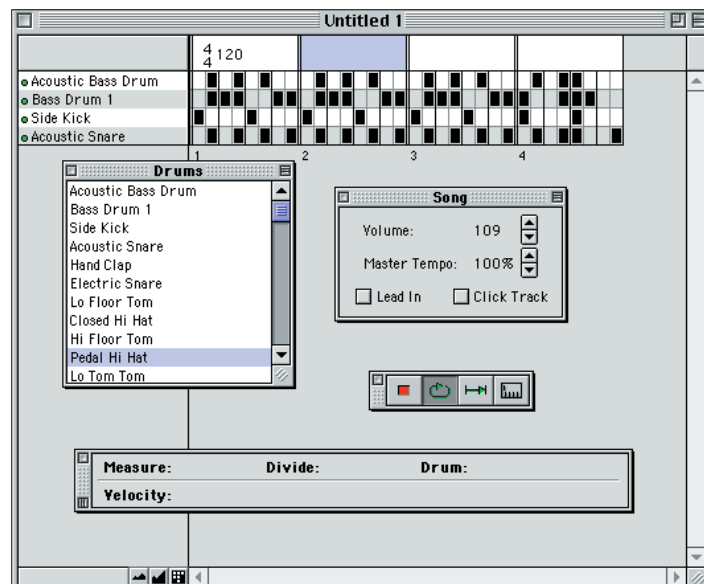 Untitled 1
4
4 120
Acoustic Bass Drum
Bass Drum 1
Side Kick
Acoustic Snare
1 2 3 4
Drums
Acoustic Bass Drum
Bass Drum 1
Side Kick
Acoustic Snare
Hand Clap
Electric Snare
Lo Floor Tom
Closed Hi Hat
Hi Floor Tom
Pedal Hi Hat
Lo Tom Tom
Song
Volume: 109
Master Tempo: 100%
Lead In Click Track
Measure: Divide: Drum:
Velocity: